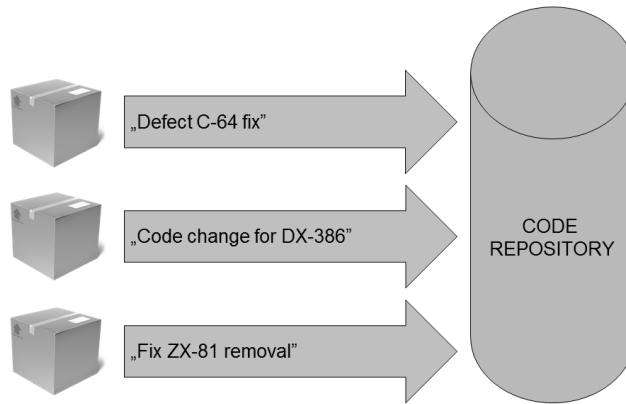 „Defect C-64 fix”
„Code change for DX-386”
„Fix ZX-81 removal”
CODE
REPOSITORY